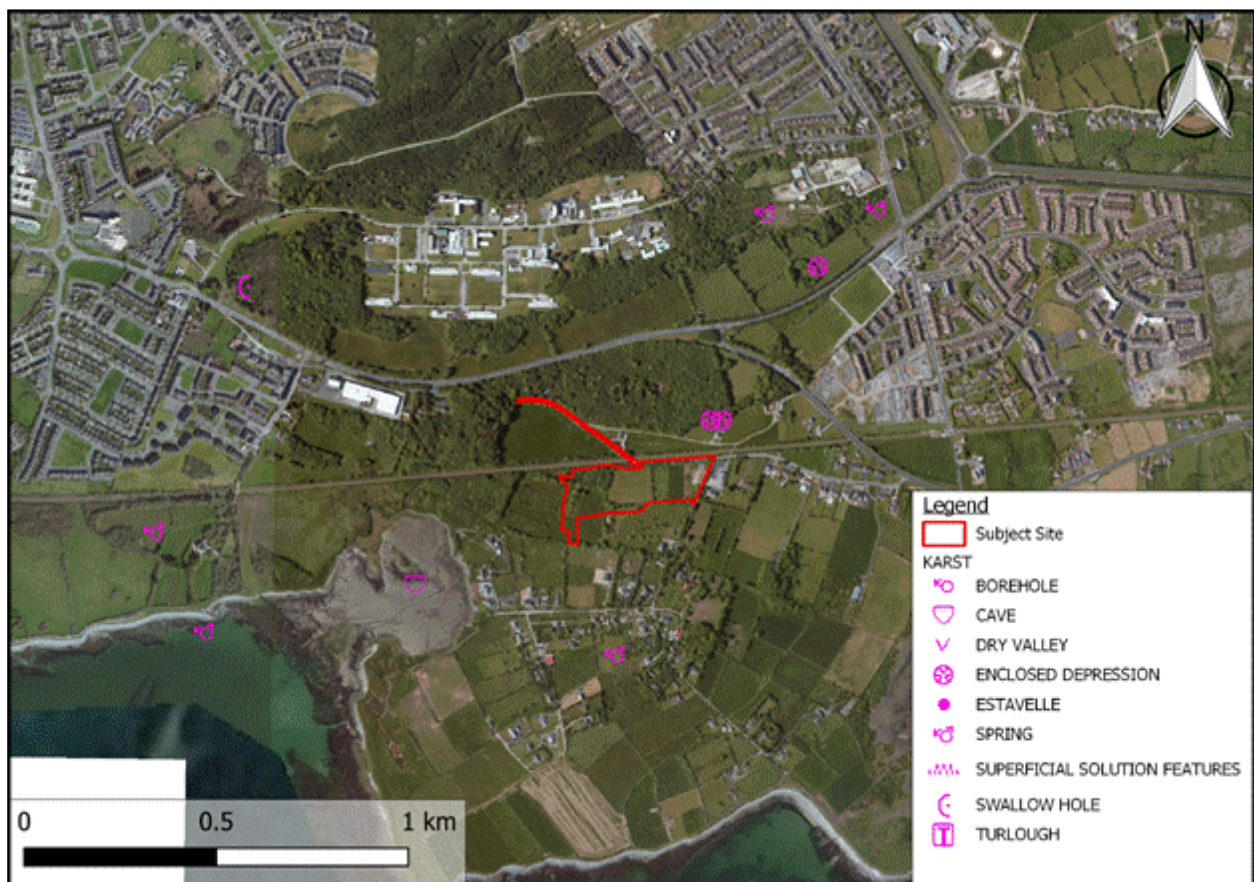 N
Legend
Subject Site
KARST
BOREHOLE
CAVE
DRY VALLEY
ENCLOSED DEPRESSION
ESTAVELLE
SPRING
SUPERFICIAL SOLUTION FEATURES
SWALLOW HOLE
TURLOUGH
0 0.5 1 km